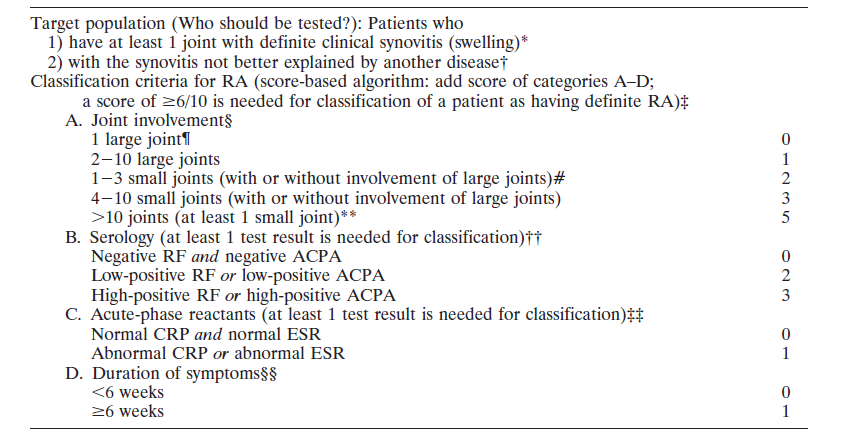 Target population (Who should be tested?): Patients who
1) have at least 1 joint with definite clinical synovitis (swelling)*
2) with the synovitis not better explained by another disease†
Classification criteria for RA (score-based algorithm: add score of categories A–D;
a score of ≥6/10 is needed for classification of a patient as having definite RA)‡
A. Joint involvement§
1 large joint¶ 0
2–10 large joints 1
1–3 small joints (with or without involvement of large joints)# 2
4–10 small joints (with or without involvement of large joints) 3
>10 joints (at least 1 small joint)** 5
B. Serology (at least 1 test result is needed for classification)††
Negative RF and negative ACPA 0
Low-positive RF or low-positive ACPA 2
High-positive RF or high-positive ACPA 3
C. Acute-phase reactants (at least 1 test result is needed for classification)‡‡
Normal CRP and normal ESR 0
Abnormal CRP or abnormal ESR 1
D. Duration of symptoms§§
<6 weeks 0
≥6 weeks 1